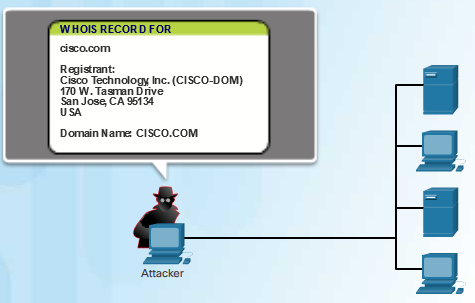 WHOIS RECORD FOR
cisco.com
Registrant:
Cisco Technology, Inc. (CISCO-DOM)
170 W. Tasman Drive
San Jose, CA 95134
USA
Domain Name: CISCO.COM
Attacker